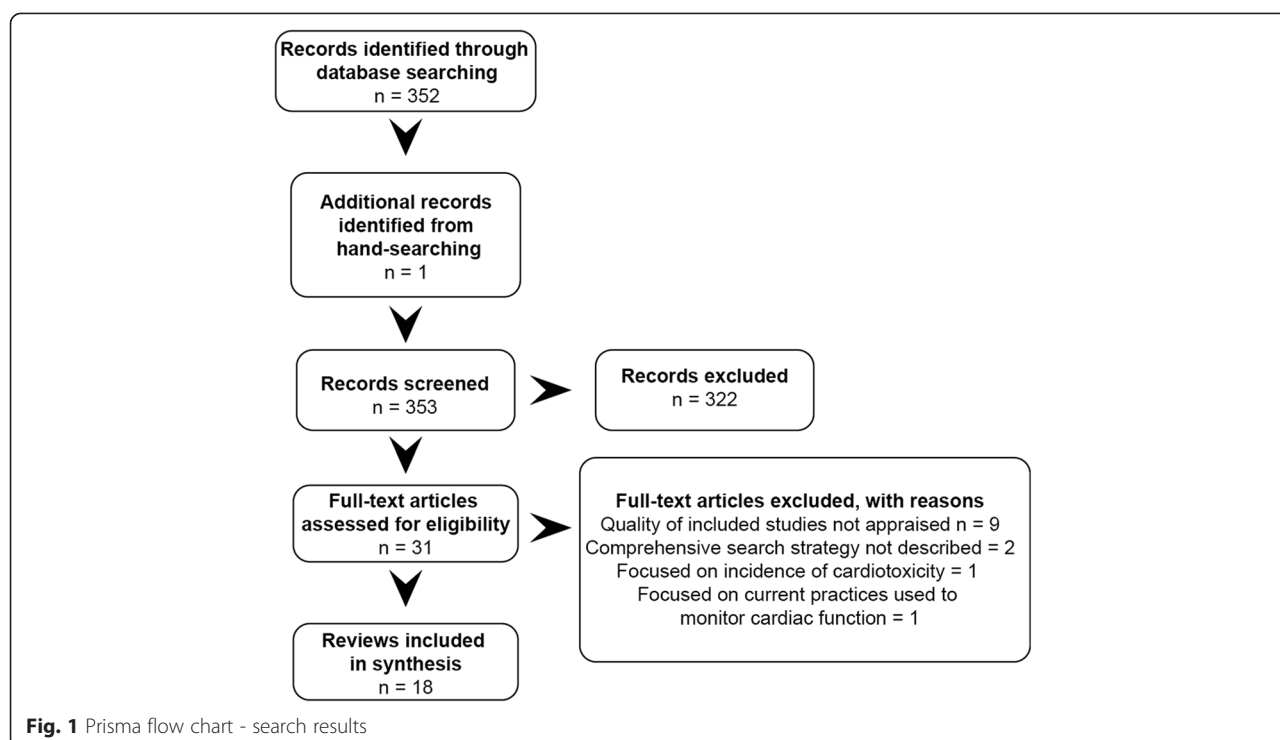 Records identified through
database searching
n = 352
Additional records
identified from
hand-searching
n = 1
Records screened
n = 353
Records excluded
n = 322
Full-text articles
assessed for eligibility
n = 31
Full-text articles excluded, with reasons
Quality of included studies not appraised n = 9
Comprehensive search strategy not described = 2
Focused on incidence of cardiotoxicity = 1
Focused on current practices used to
monitor cardiac function = 1
Reviews included
in synthesis
n = 18
Fig. 1 Prisma flow chart - search results